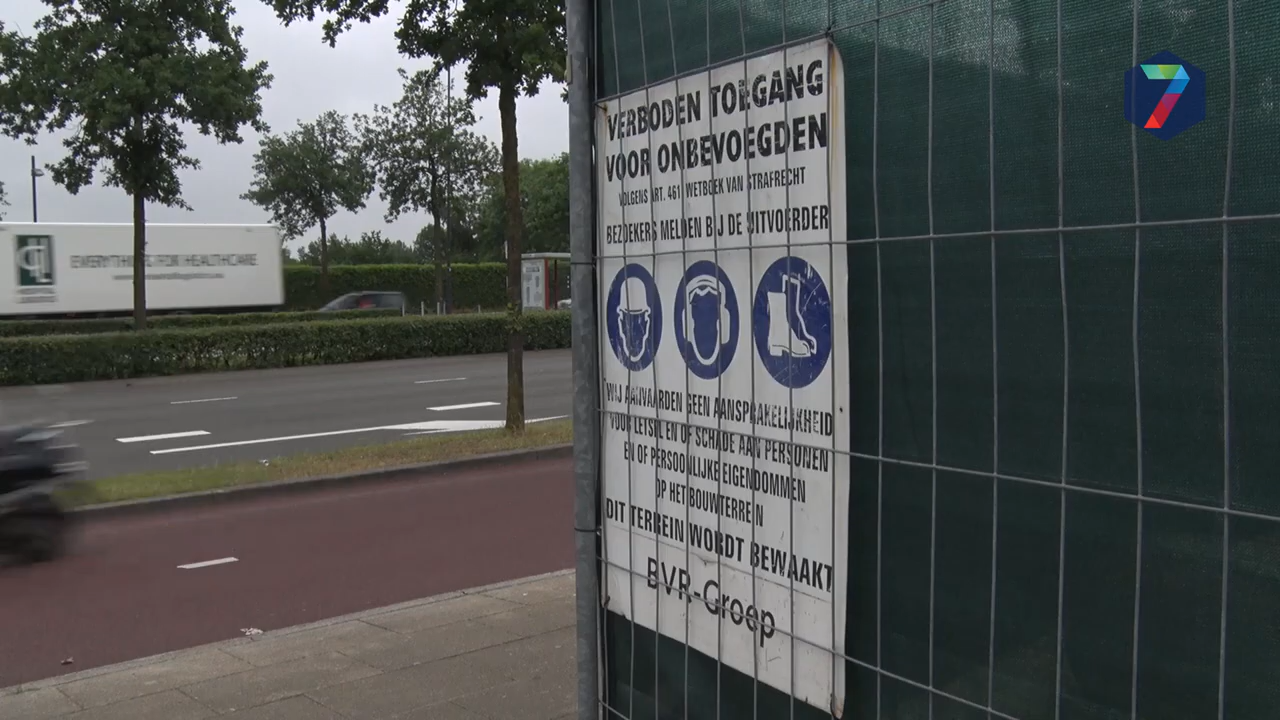 VERBODEN TOEGANG
VOOR ONBEVOEGDEN
VOLGENS ART. 461 WETBOEK VAN STRAFRECHT
BEZOEKERS MELDEN BIJ DE UITVOERDER
WIJ AANVAARDEN GEEN AANSPRAKELIJKHEID
VOOR LETSEL EN OF SCHADE AAN PERSONEN
EN OF PERSOONLIJKE EIGENDOMMEN
OP HET BOUWTERREIN
DIT TERREIN WORDT BEWAAKT
BVR-Groep
EVERYTHING FOR HEALTHCARE
7